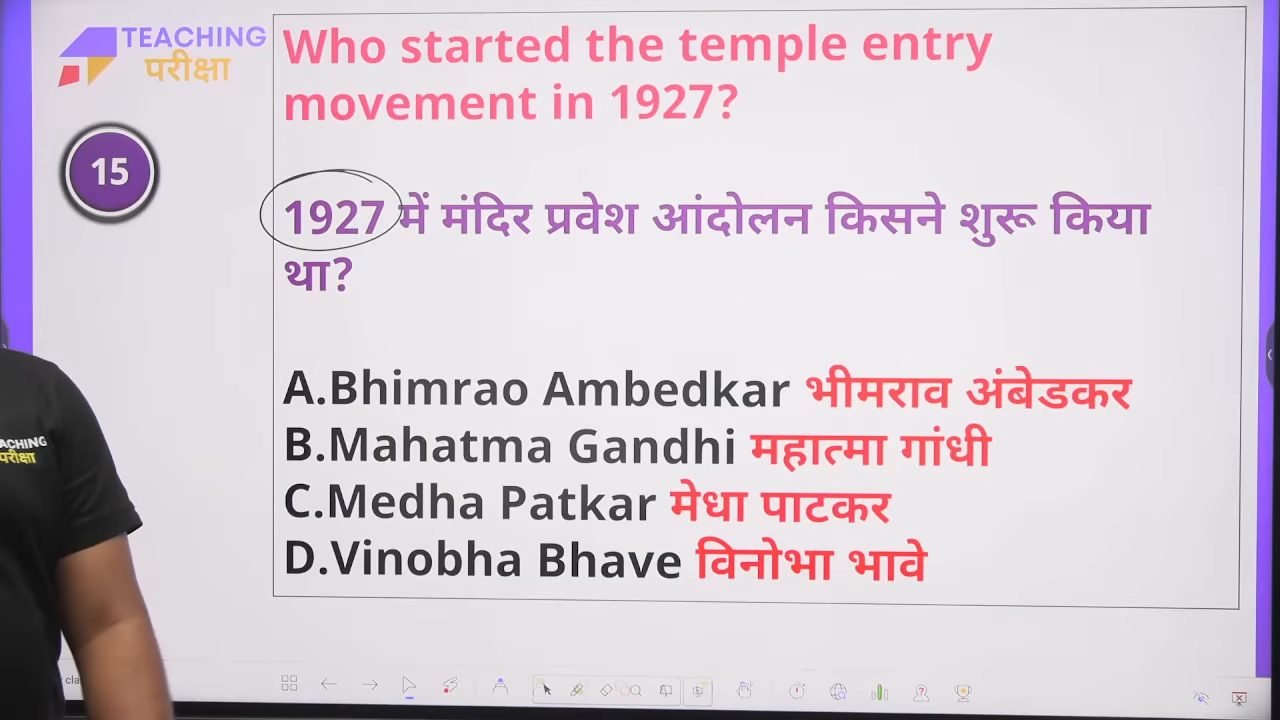 TEACHING
परीक्षा
15
Who started the temple entry
movement in 1927?
1927 में मंदिर प्रवेश आंदोलन किसने शुरू किया
था?
A.Bhimrao Ambedkar भीमराव अंबेडकर
B.Mahatma Gandhi महात्मा गांधी
C.Medha Patkar मेधा पाटकर
D.Vinobha Bhave विनोभा भावे
ACHING
परीक्षा